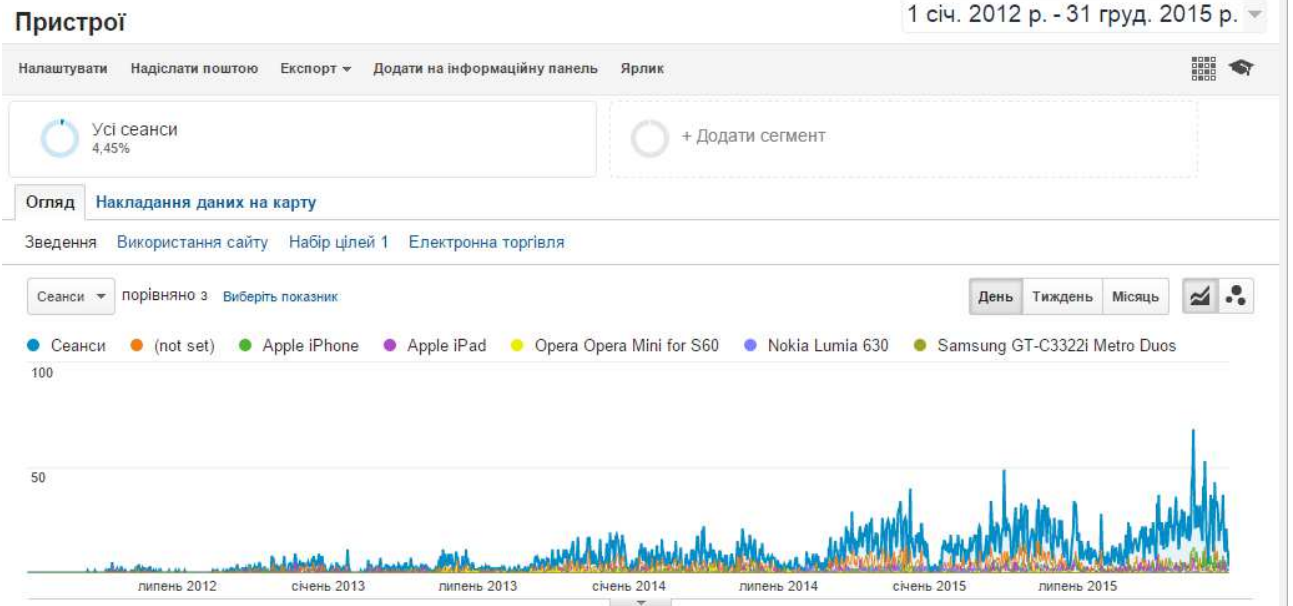 Пристрої
1 січ. 2012 р. - 31 груд. 2015 р.
Налаштувати Надіслати поштою Експорт Додати на інформаційну панель Ярлик
Усі сеанси
4,45%
+ Додати сегмент
Огляд Накладання даних на карту
Зведення Використання сайту Набір цілей 1 Електронна торгівля
Сеанси порівняно з Виберіть показник День Тиждень Місяць
Сеанси (not set) Apple iPhone Apple iPad Opera Opera Mini for S60 Nokia Lumia 630 Samsung GT-C3322i Metro Duos
100
50
липень 2012 січень 2013 липень 2013 січень 2014 липень 2014 січень 2015 липень 2015